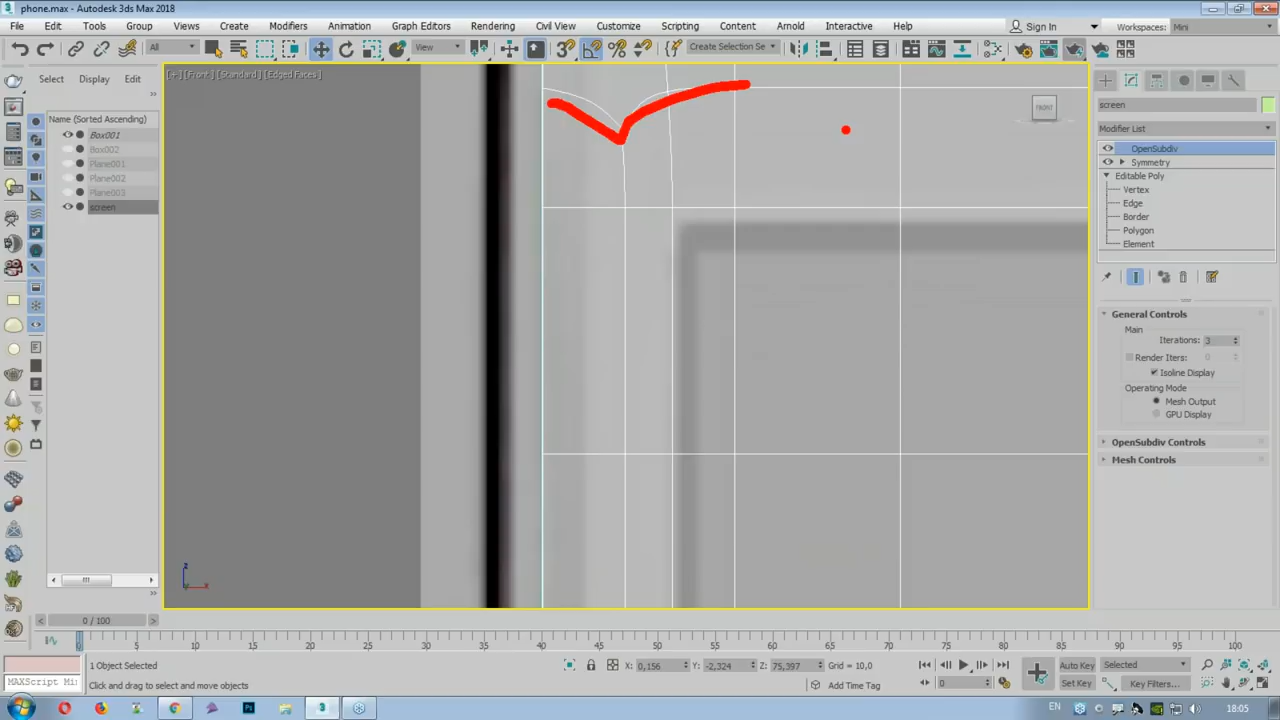 phone.max - Autodesk 3ds Max 2018
File Edit Tools Group Views Create Modifiers Animation Graph Editors Rendering Civil View Customize Scripting Content Arnold Interactive Help Sign In Workspaces: Mini
All View Create Selection Se
Select Display Edit
Name (Sorted Ascending)
Box001
Box002
Plane001
Plane002
Plane003
screen
[+] [Front] [Standard] [Edged Faces]
FRONT
z
x
screen
Modifier List
OpenSubdiv
Symmetry
Editable Poly
Vertex
Edge
Border
Polygon
Element
General Controls
Main
Iterations: 3
Render Iters: 0
Isoline Display
Operating Mode
Mesh Output
GPU Display
OpenSubdiv Controls
Mesh Controls
0 / 100
0 5 10 15 20 25 30 35 40 45 50 55 60 65 70 75 80 85 90 95 100
1 Object Selected X: 0,156 Y: -2,324 Z: 75,397 Grid = 10,0 Auto Key Selected
MAXScript Mi: Click and drag to select and move objects Add Time Tag 0 Set Key Key Filters...
EN 18:05